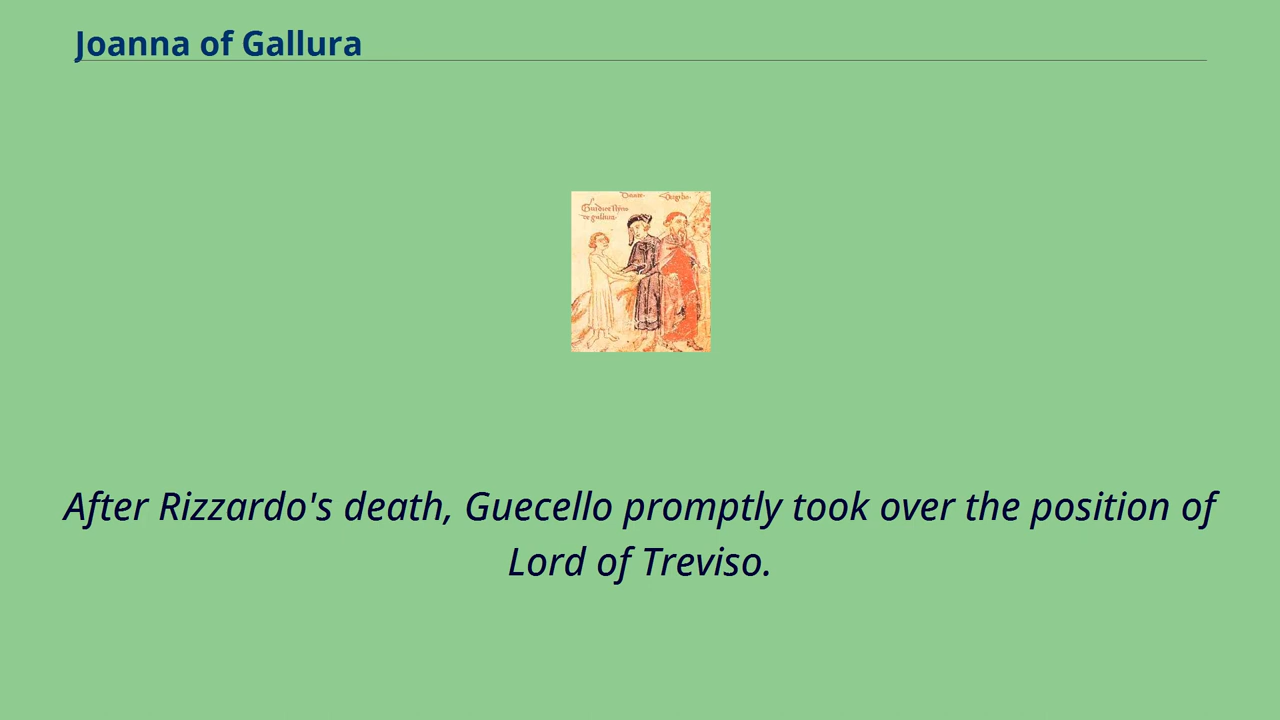 Joanna of Gallura
After Rizzardo's death, Guecello promptly took over the position of
Lord of Treviso.